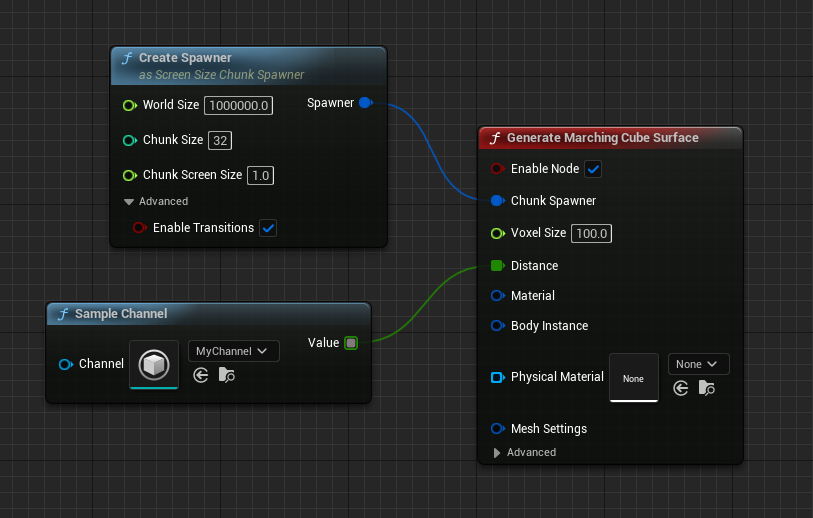 Create Spawner
as Screen Size Chunk Spawner
World Size 1000000.0 Spawner
Chunk Size 32
Chunk Screen Size 1.0
Advanced
Enable Transitions
Sample Channel
Channel MyChannel Value
Generate Marching Cube Surface
Enable Node
Chunk Spawner
Voxel Size 100.0
Distance
Material
Body Instance
Physical Material None None
Mesh Settings
Advanced